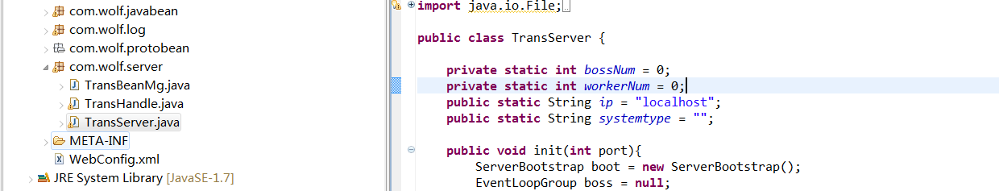 com.wolf.javabean
com.wolf.log
com.wolf.protobean
com.wolf.server
TransBeanMg.java
TransHandle.java
TransServer.java
META-INF
WebConfig.xml
JRE System Library [JavaSE-1.7]
import java.io.File;
public class TransServer {
private static int bossNum = 0;
private static int workerNum = 0;
public static String ip = "localhost";
public static String systemtype = "";
public void init(int port){
ServerBootstrap boot = new ServerBootstrap();
EventLoopGroup boss = null;